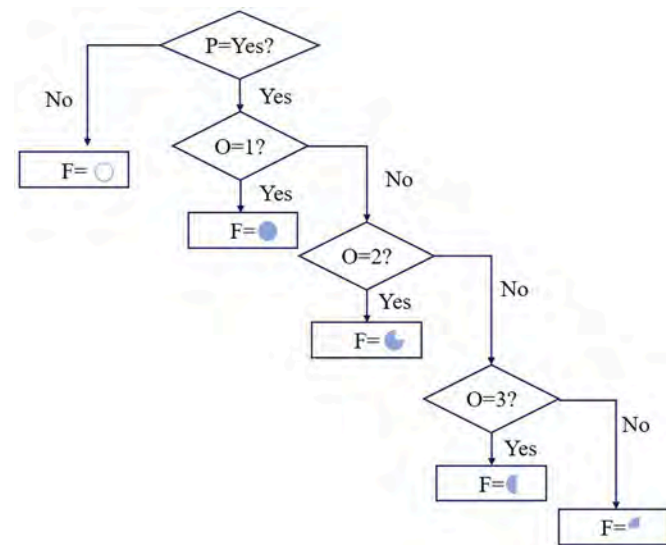 P=Yes?
No
Yes
O=1?
F=
Yes
No
F=
O=2?
Yes
No
F=
O=3?
Yes
No
F=
F=